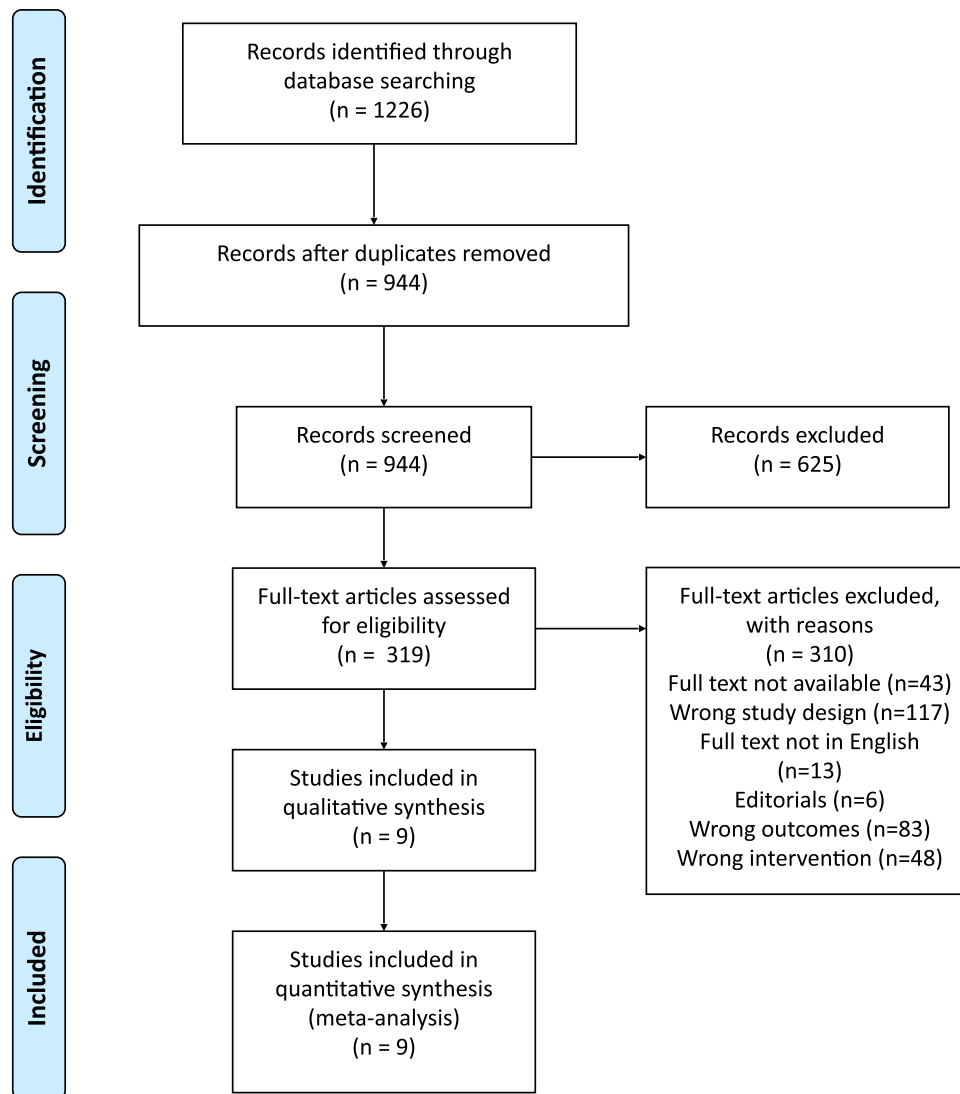 Identification
Records identified through
database searching
(n = 1226)
Records after duplicates removed
(n = 944)
Screening
Records screened
(n = 944)
Records excluded
(n = 625)
Eligibility
Full-text articles assessed
for eligibility
(n =  319)
Full-text articles excluded,
with reasons
(n = 310)
Full text not available (n=43)
Wrong study design (n=117)
Full text not in English
(n=13)
Editorials (n=6)
Wrong outcomes (n=83)
Wrong intervention (n=48)
Studies included in
qualitative synthesis
(n = 9)
Included
Studies included in
quantitative synthesis
(meta-analysis)
(n = 9)